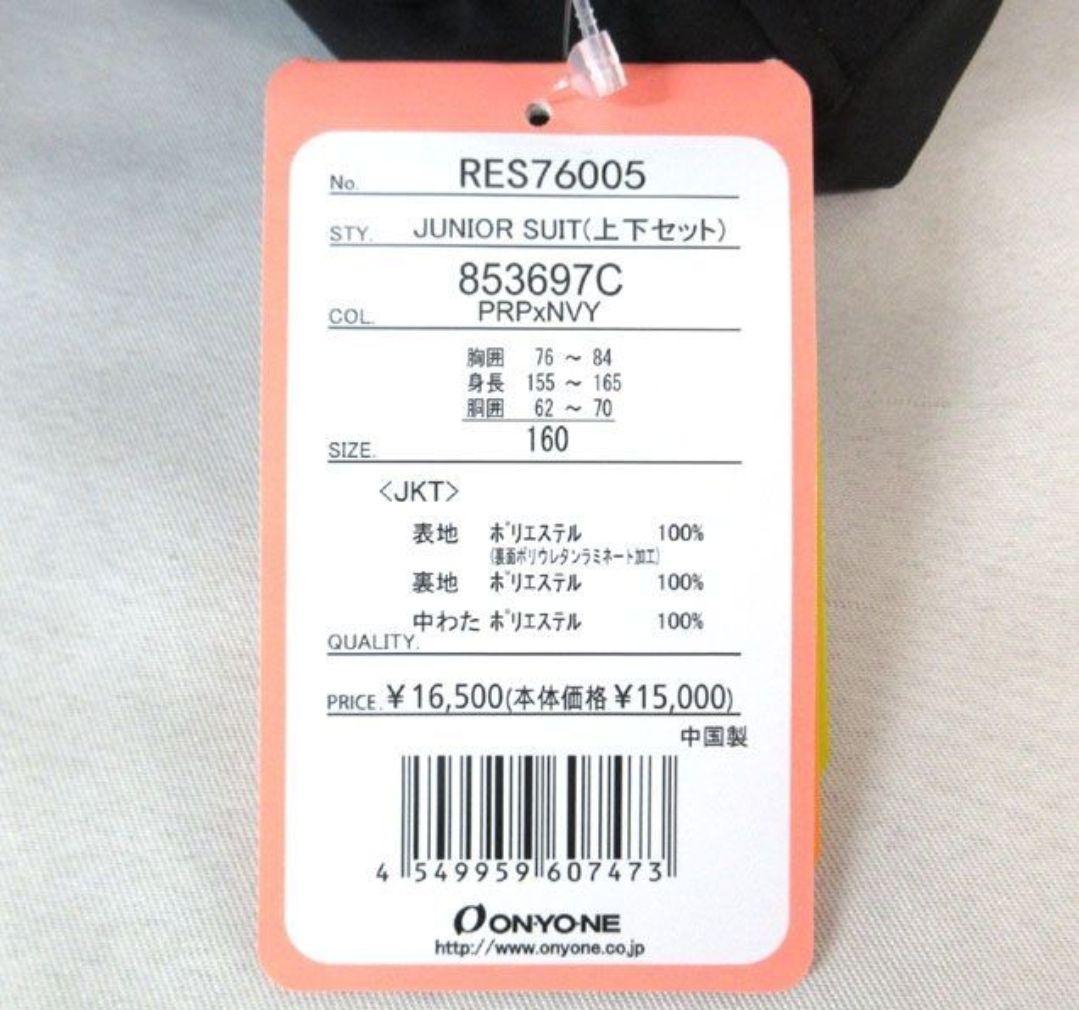 No. RES76005
STY. JUNIOR SUIT(上下セット)
853697C
COL. PRPxNVY
胸囲 76 ～ 84
身長 155 ～ 165
胴囲 62 ～ 70
SIZE. 160
<JKT>
表地 ポリエステル 100%
(裏面ポリウレタンラミネート加工)
裏地 ポリエステル 100%
中わた ポリエステル 100%
QUALITY.
PRICE. ¥16,500(本体価格¥15,000)
中国製
4 549959 607473
ON•YO•NE
http://www.onyone.co.jp